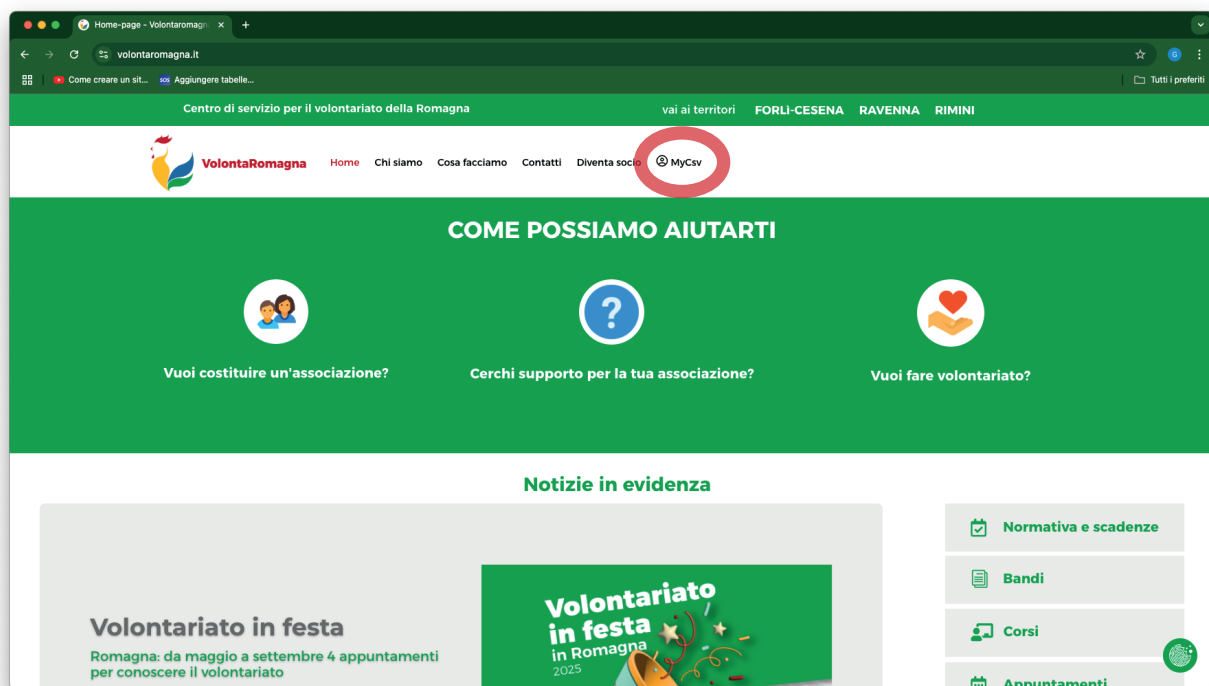 Home-page - Volontaromagn
volontaromagna.it
G
Come creare un sit...
SOS Aggiungere tabelle...
Tutti i preferiti
Centro di servizio per il volontariato della Romagna
vai ai territori FORLÌ-CESENA RAVENNA RIMINI
VolontaRomagna
Home Chi siamo Cosa facciamo Contatti Diventa socio MyCsv
COME POSSIAMO AIUTARTI
?
Vuoi costituire un'associazione?
Cerchi supporto per la tua associazione?
Vuoi fare volontariato?
Notizie in evidenza
Volontariato in festa
Romagna: da maggio a settembre 4 appuntamenti
per conoscere il volontariato
Volontariato
in festa
in Romagna
2025
Normativa e scadenze
Bandi
Corsi
Appuntamenti